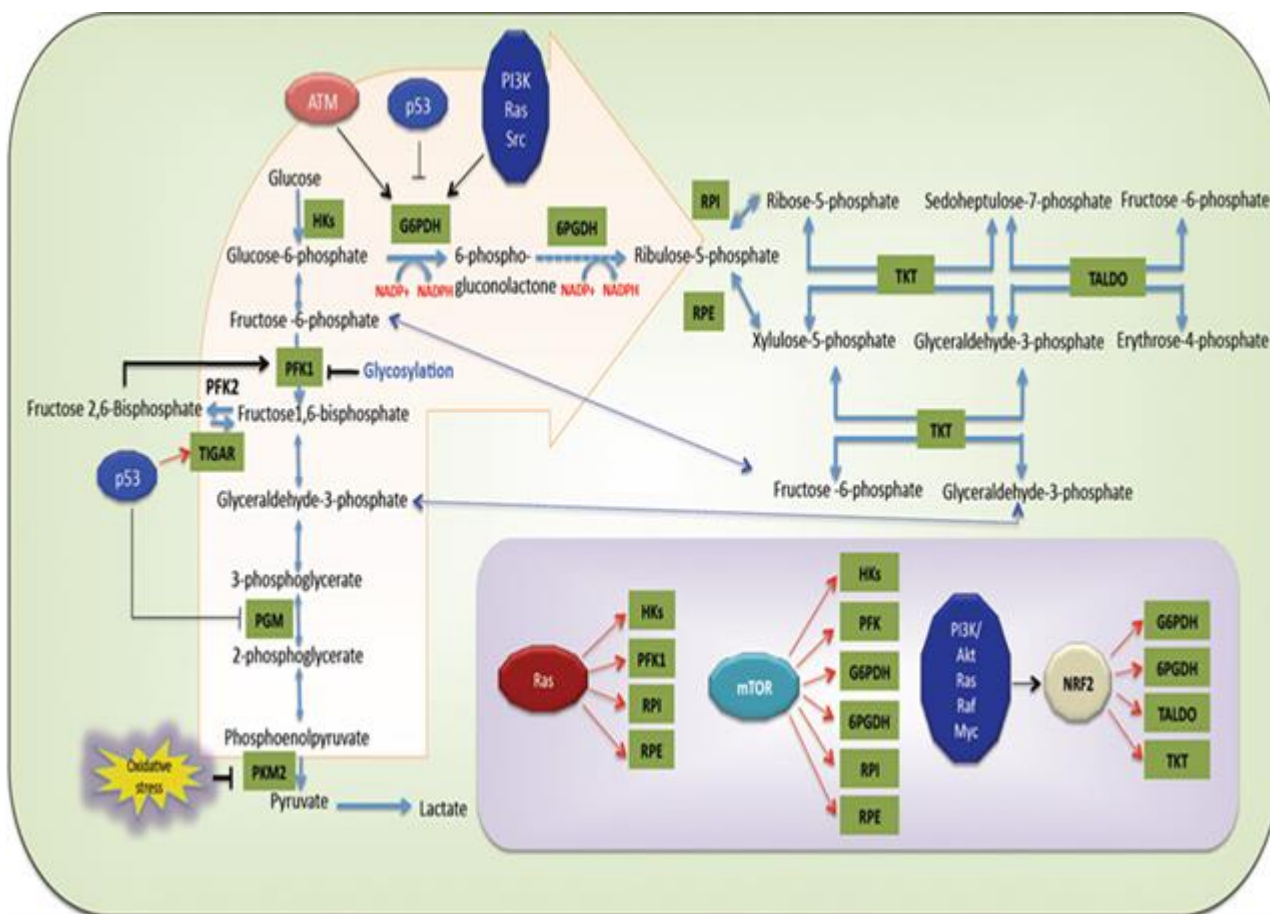 ATM
p53
PI3K
Ras
Src
Glucose
HKs
G6PDH
6PGDH
RPI
Ribose-5-phosphate
Sedoheptulose-7-phosphate
Fructose -6-phosphate
Glucose-6-phosphate
6-phospho-
gluconolactone
Ribulose-5-phosphate
NADP+
NADPH
NADP+
NADPH
TKT
TALDO
RPE
Fructose -6-phosphate
Xylulose-5-phosphate
Glyceraldehyde-3-phosphate
Erythrose-4-phosphate
PFK1
Glycosylation
PFK2
Fructose 2,6-Bisphosphate
Fructose1,6-bisphosphate
TKT
TIGAR
p53
Glyceraldehyde-3-phosphate
Fructose -6-phosphate
Glyceraldehyde-3-phosphate
3-phosphoglycerate
PGM
2-phosphoglycerate
Phosphoenolpyruvate
Oxidative
stress
PKM2
Pyruvate
Lactate
Ras
HKs
PFK1
RPI
RPE
mTOR
HKs
PFK
G6PDH
6PGDH
RPI
RPE
PI3K/
Akt
Ras
Raf
Myc
NRF2
G6PDH
6PGDH
TALDO
TKT